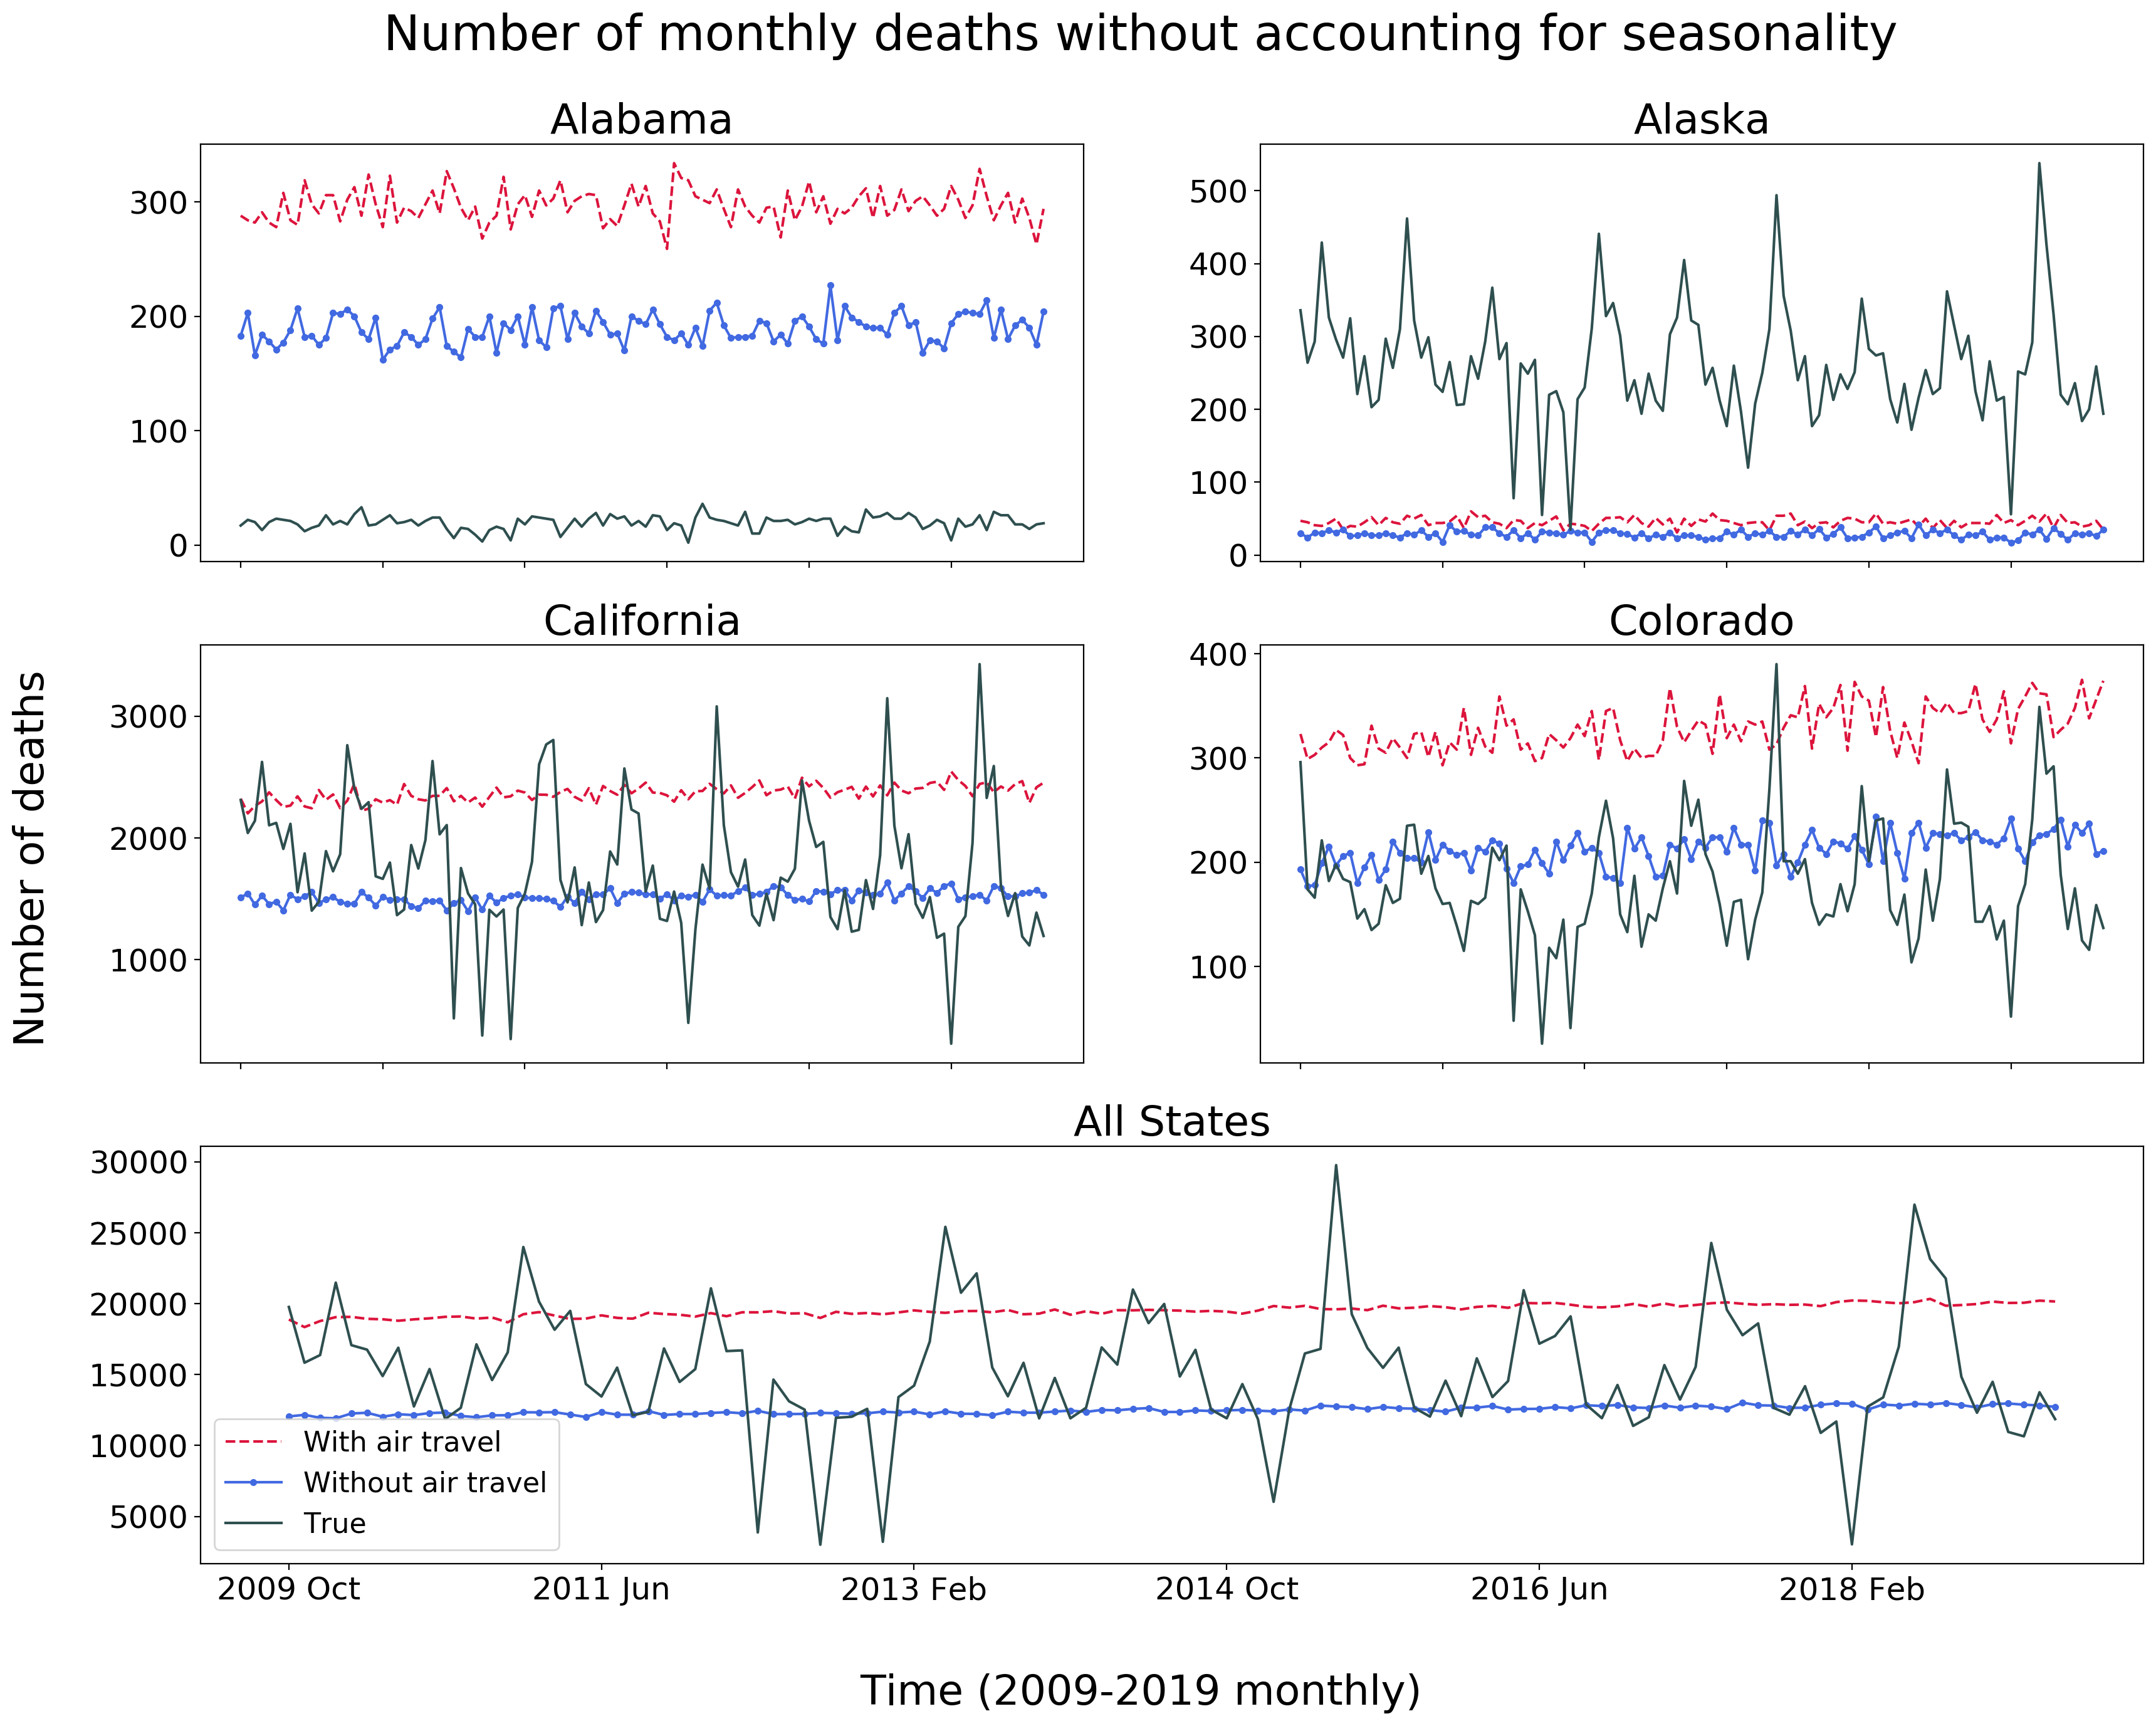 Number of monthly deaths without accounting for seasonality
Alabama
300
200
100
0
Alaska
500
400
300
200
100
0
Number of deaths
California
3000
2000
1000
Colorado
400
300
200
100
All States
30000
25000
20000
15000
10000
5000
With air travel
Without air travel
True
2009 Oct
2011 Jun
2013 Feb
2014 Oct
2016 Jun
2018 Feb
Time (2009-2019 monthly)